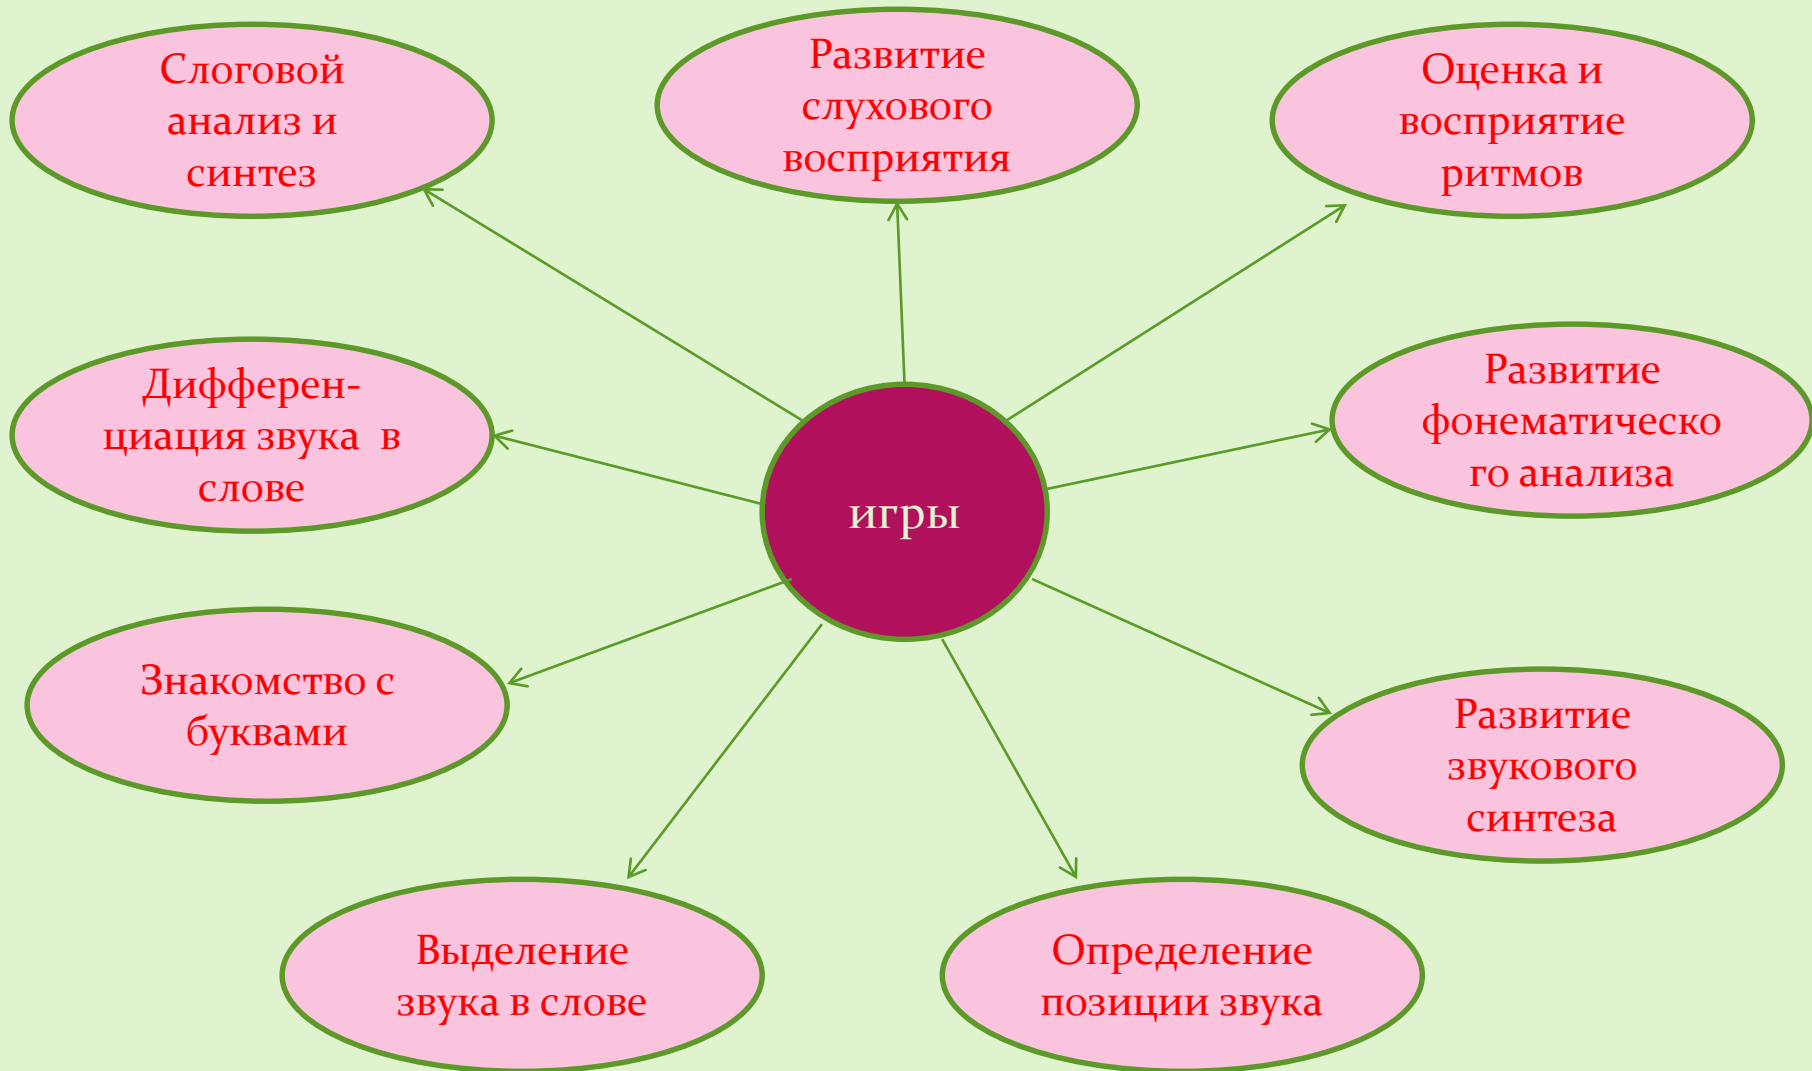 Слоговой
анализ и
синтез
Развитие
слухового
восприятия
Оценка и
восприятие
ритмов
Дифферен-
циация звука  в
слове
игры
Развитие
фонематическо
го анализа
Знакомство с
буквами
Развитие
звукового
синтеза
Выделение
звука в слове
Определение
позиции звука